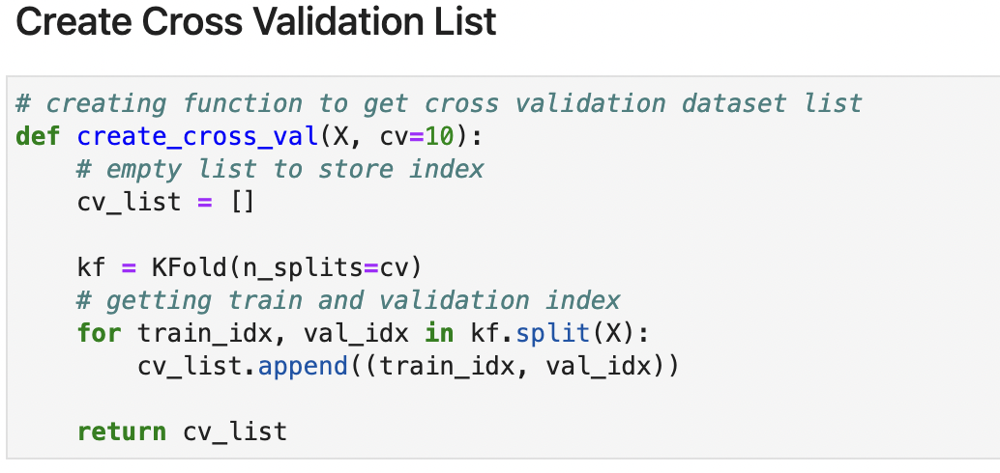 Create Cross Validation List
# creating function to get cross validation dataset list
def create_cross_val(X, cv=10):
    # empty list to store index
    cv_list = []

    kf = KFold(n_splits=cv)
    # getting train and validation index
    for train_idx, val_idx in kf.split(X):
        cv_list.append((train_idx, val_idx))

    return cv_list